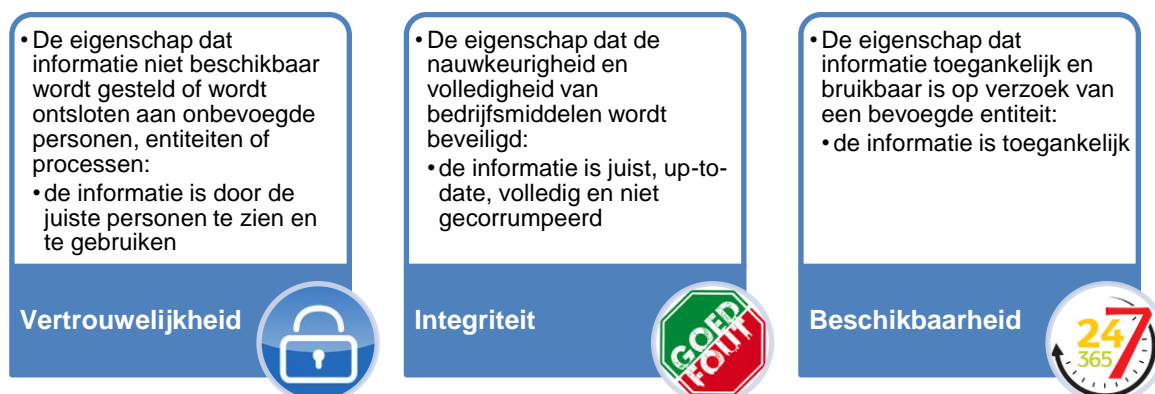 • De eigenschap dat
informatie niet beschikbaar
wordt gesteld of wordt
ontsloten aan onbevoegde
personen, entiteiten of
processen:
• de informatie is door de
juiste personen te zien en
te gebruiken
Vertrouwelijkheid
• De eigenschap dat de
nauwkeurigheid en
volledigheid van
bedrijfsmiddelen wordt
beveiligd:
• de informatie is juist, up-to-
date, volledig en niet
gecorrumpeerd
Integriteit
GOED
FOUT
• De eigenschap dat
informatie toegankelijk en
bruikbaar is op verzoek van
een bevoegde entiteit:
• de informatie is toegankelijk
Beschikbaarheid
24 7
365